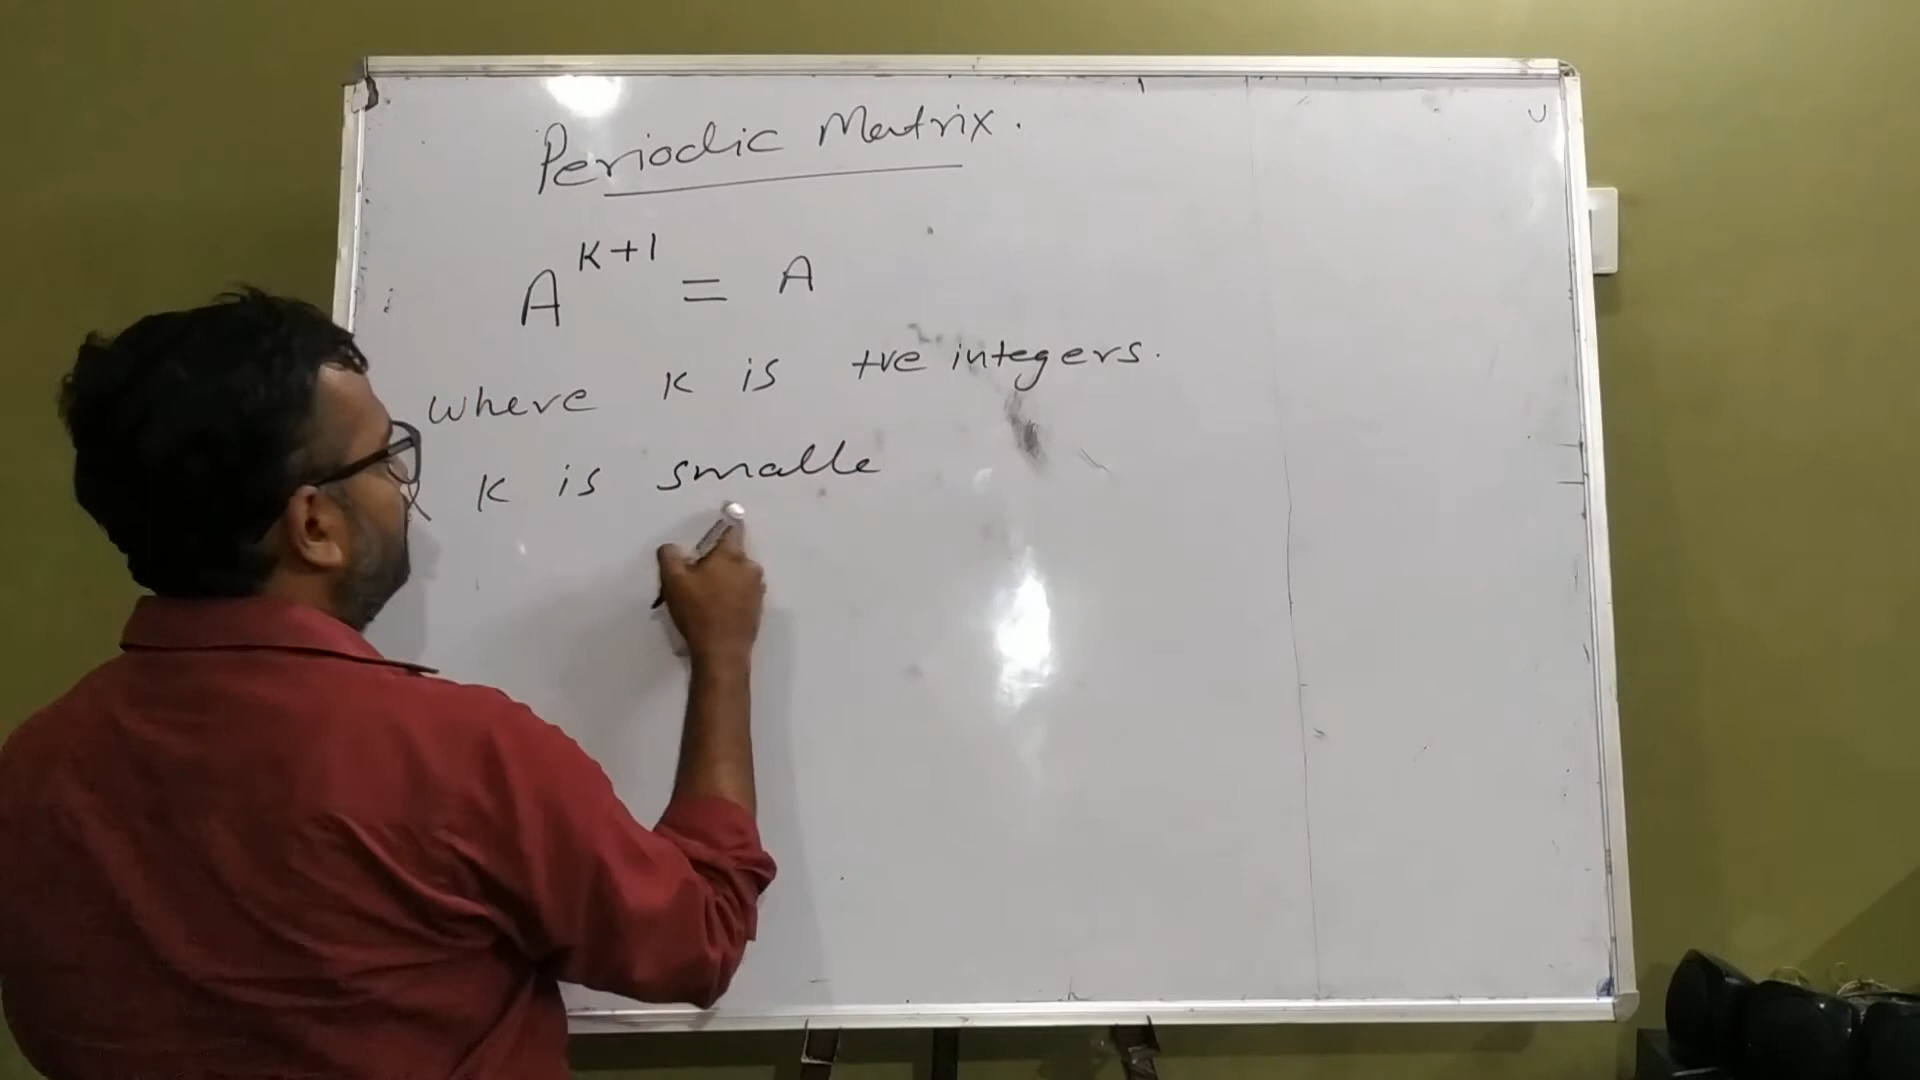 Periodic Matrix.
A^{K+1} = A
where K is +ve integers.
K is smalle